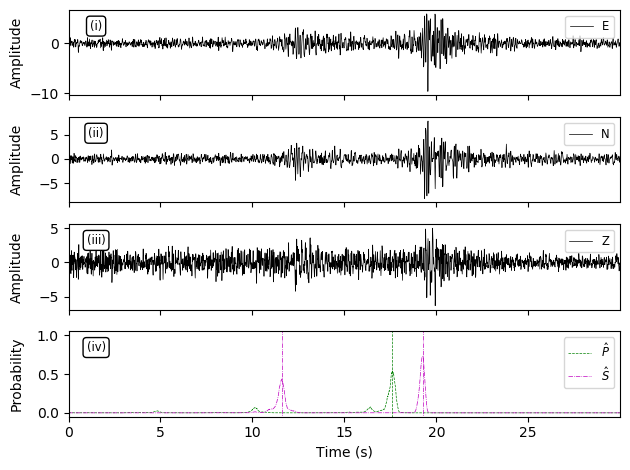 (i)
E
Amplitude
0
−10
(ii)
N
Amplitude
5
0
−5
(iii)
Z
Amplitude
5
0
−5
(iv)
P̂
Ŝ
Probability
1.0
0.5
0.0
0 5 10 15 20 25
Time (s)